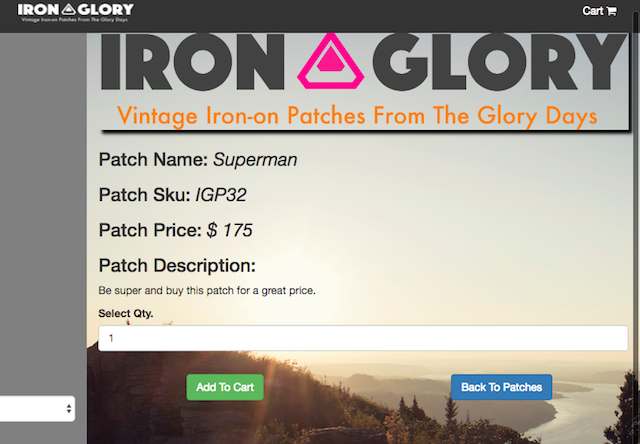 IRON GLORY
Vintage Iron-on Patches From The Glory Days
Cart
IRON GLORY
Vintage Iron-on Patches From The Glory Days
Patch Name: Superman
Patch Sku: IGP32
Patch Price: $ 175
Patch Description:
Be super and buy this patch for a great price.
Select Qty.
1
Add To Cart
Back To Patches